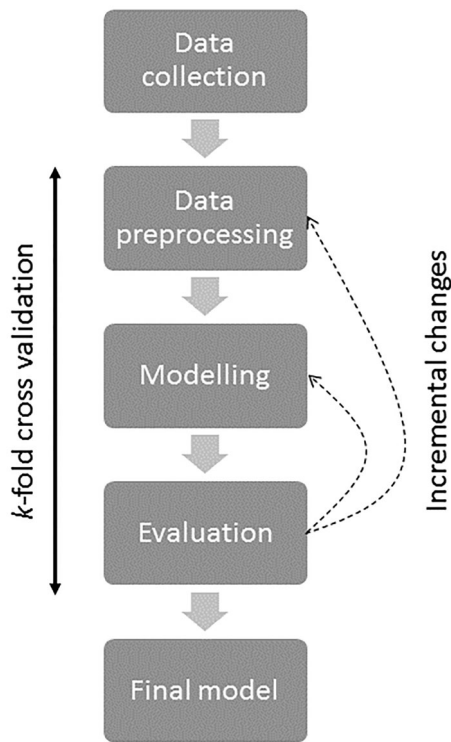 Data
collection
Data
preprocessing
Modelling
Evaluation
Final model
k-fold cross validation
Incremental changes